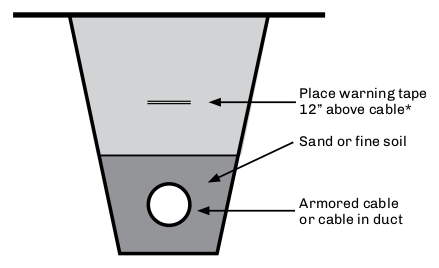 Place warning tape
12” above cable*
Sand or fine soil
Armored cable
or cable in duct